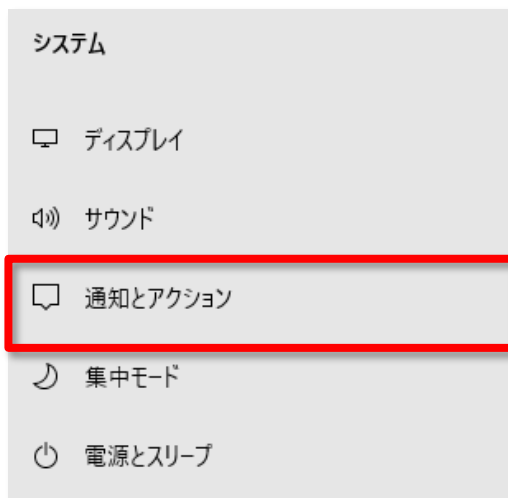 システム
ディスプレイ
サウンド
通知とアクション
集中モード
電源とスリープ